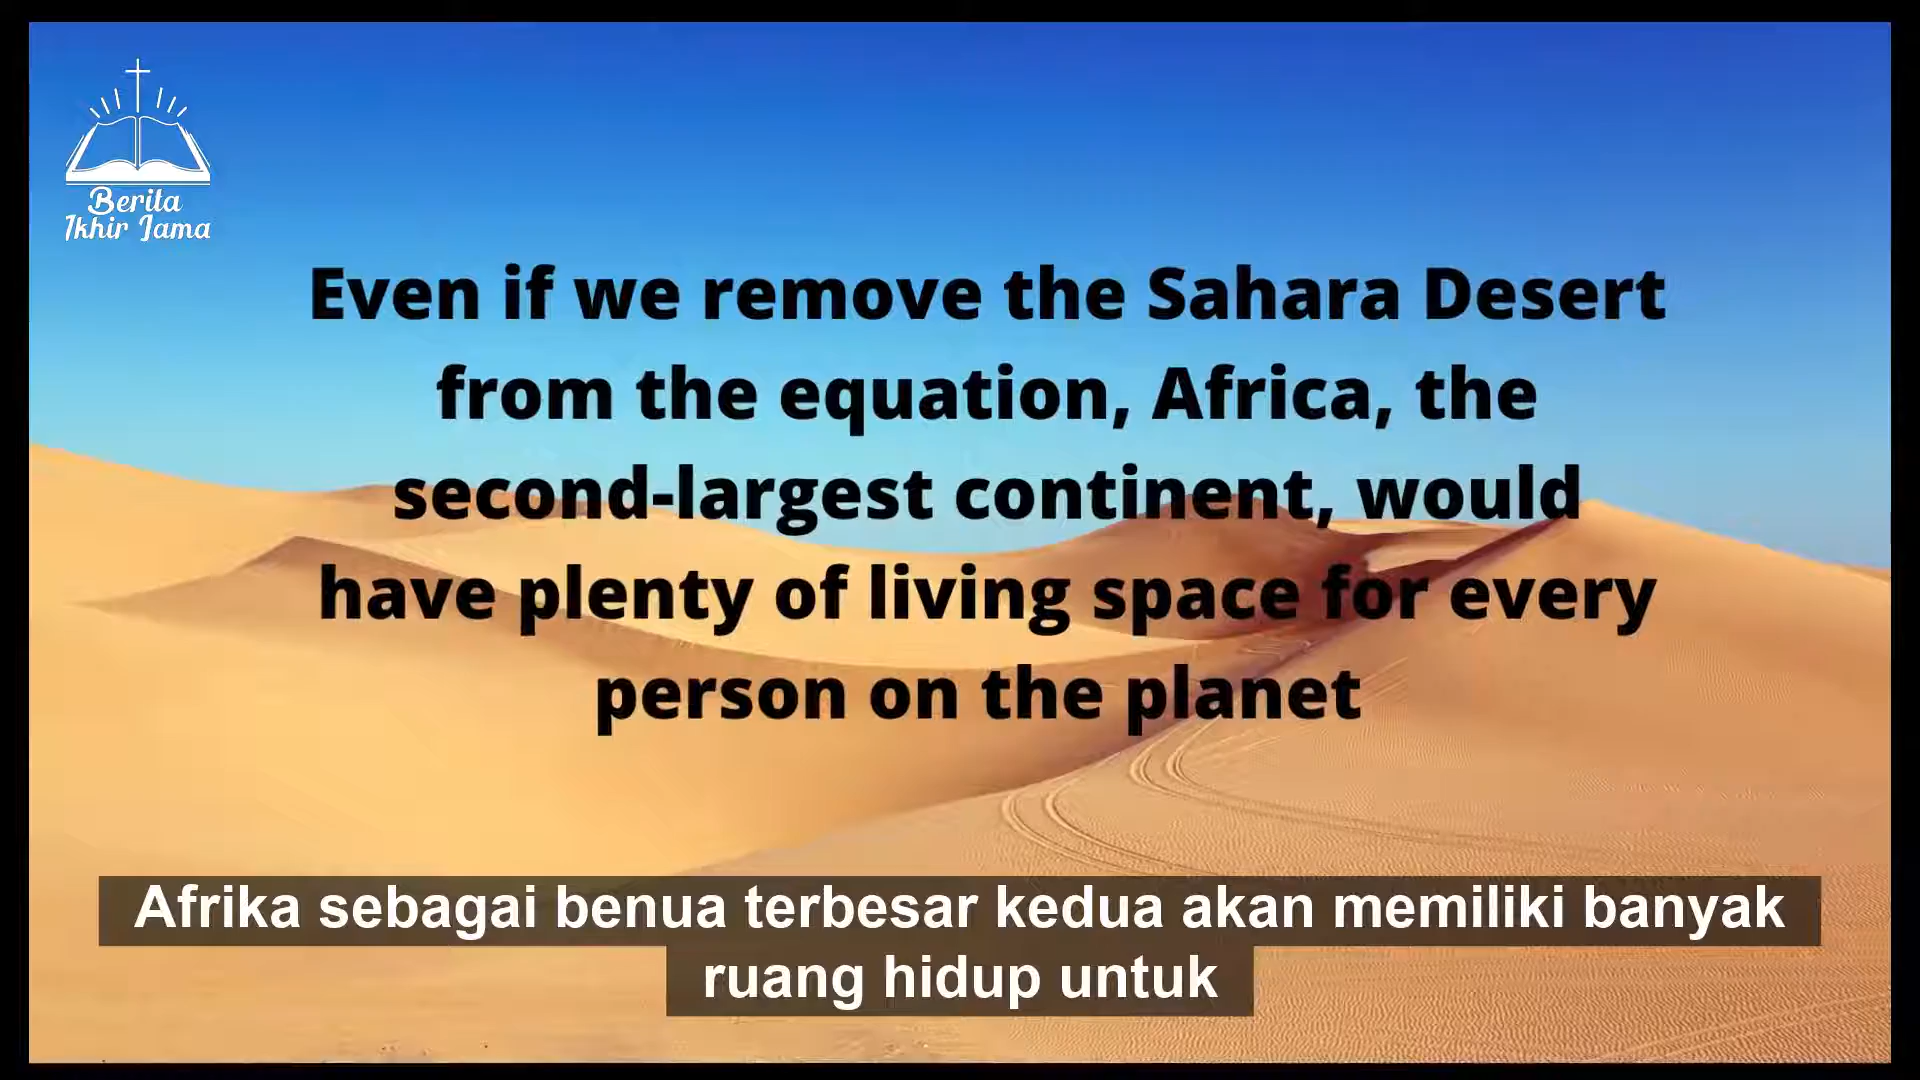 Berita
Ikhir Jama
Even if we remove the Sahara Desert
from the equation, Africa, the
second-largest continent, would
have plenty of living space for every
person on the planet
Afrika sebagai benua terbesar kedua akan memiliki banyak
ruang hidup untuk